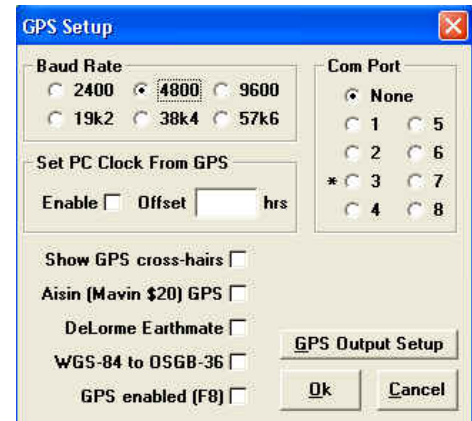 GPS Setup
Baud Rate
2400 4800 9600
19k2 38k4 57k6
Com Port
None
1 5
2 6
* 3 7
4 8
Set PC Clock From GPS
Enable Offset hrs
Show GPS cross-hairs
Aisin (Mavin $20) GPS
DeLorme Earthmate
WGS-84 to OSGB-36
GPS enabled (F8)
GPS Output Setup
Ok Cancel